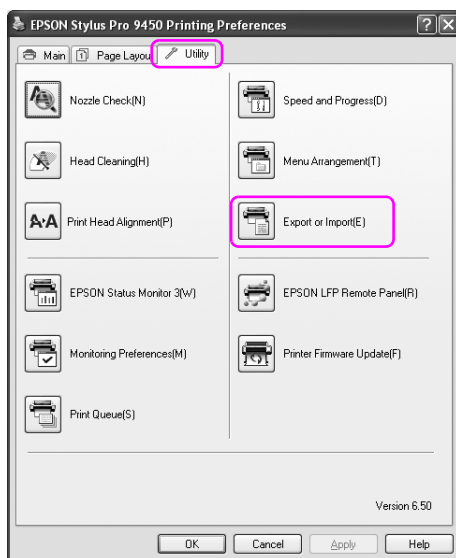 EPSON Stylus Pro 9450 Printing Preferences
Main
Page Layou
Utility
Nozzle Check(N)
Speed and Progress(D)
Head Cleaning(H)
Menu Arrangement(T)
Print Head Alignment(P)
Export or Import(E)
EPSON Status Monitor 3(W)
EPSON LFP Remote Panel(R)
Monitoring Preferences(M)
Printer Firmware Update(F)
Print Queue(S)
Version 6.50
OK
Cancel
Apply
Help